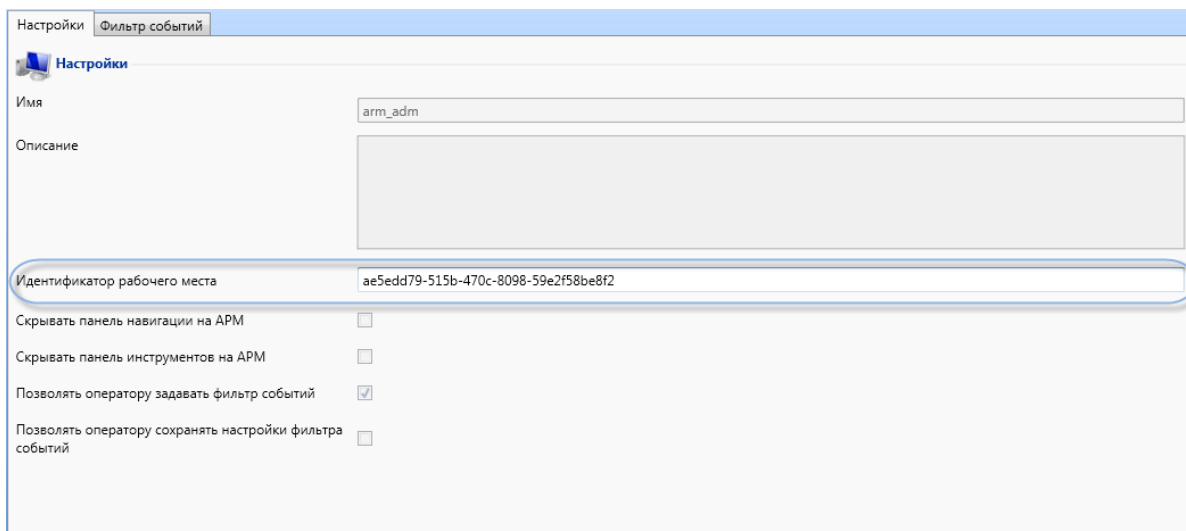 Настройки Фильтр событий
Настройки
Имя arm_adm
Описание
Идентификатор рабочего места ae5edd79-515b-470c-8098-59e2f58be8f2
Скрывать панель навигации на АРМ
Скрывать панель инструментов на АРМ
Позволять оператору задавать фильтр событий
Позволять оператору сохранять настройки фильтра
событий